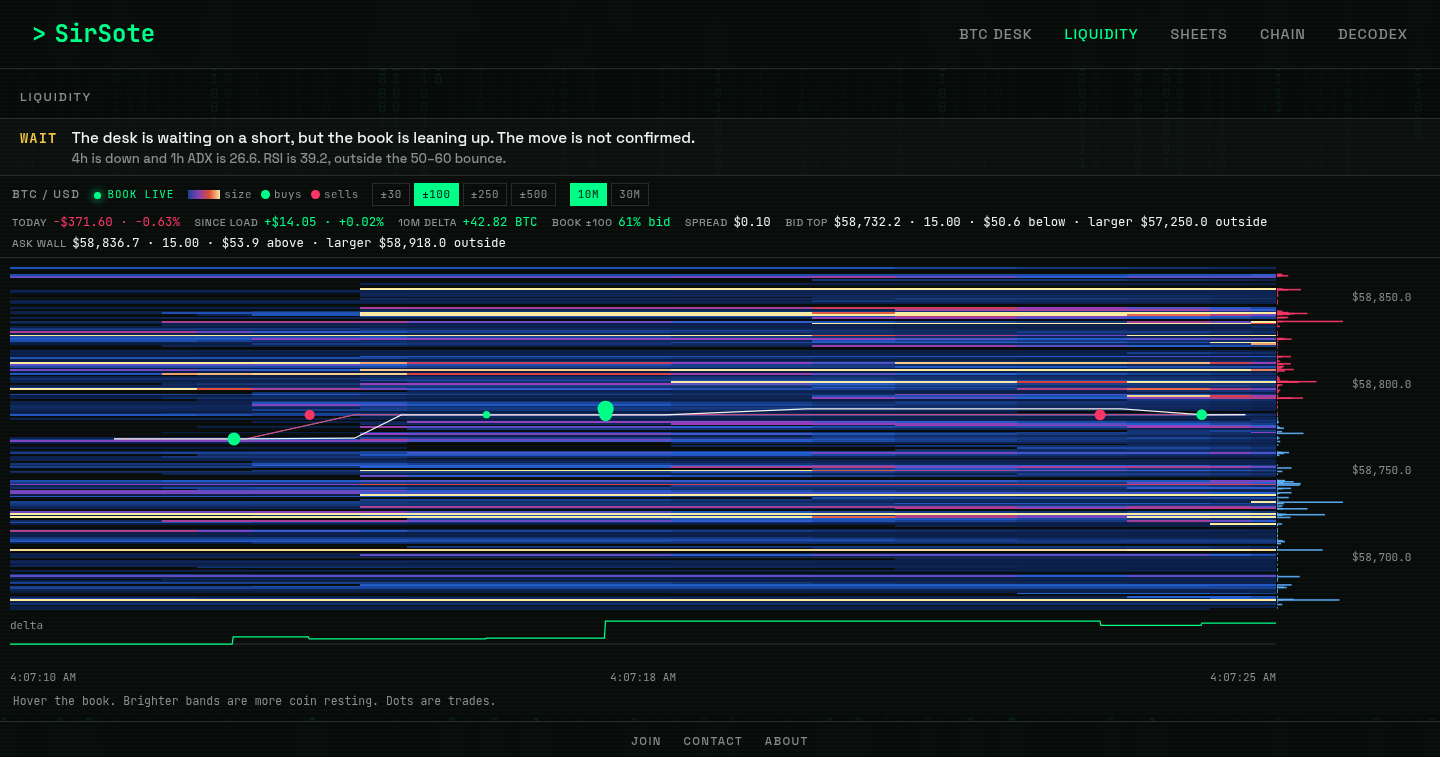 > SirSote
BTC DESK LIQUIDITY SHEETS CHAIN DECODEX
LIQUIDITY
WAIT The desk is waiting on a short, but the book is leaning up. The move is not confirmed.
4h is down and 1h ADX is 26.6. RSI is 39.2, outside the 50–60 bounce.
BTC / USD BOOK LIVE size buys sells ±30 ±100 ±250 ±500 10M 30M
TODAY -$371.60 · -0.63% SINCE LOAD +$14.05 · +0.02% 10M DELTA +42.82 BTC BOOK ±100 61% bid SPREAD $0.10 BID TOP $58,732.2 · 15.00 · $50.6 below · larger $57,250.0 outside
ASK WALL $58,836.7 · 15.00 · $53.9 above · larger $58,918.0 outside
$58,850.0
$58,800.0
$58,750.0
$58,700.0
delta
4:07:10 AM 4:07:18 AM 4:07:25 AM
Hover the book. Brighter bands are more coin resting. Dots are trades.
JOIN CONTACT ABOUT